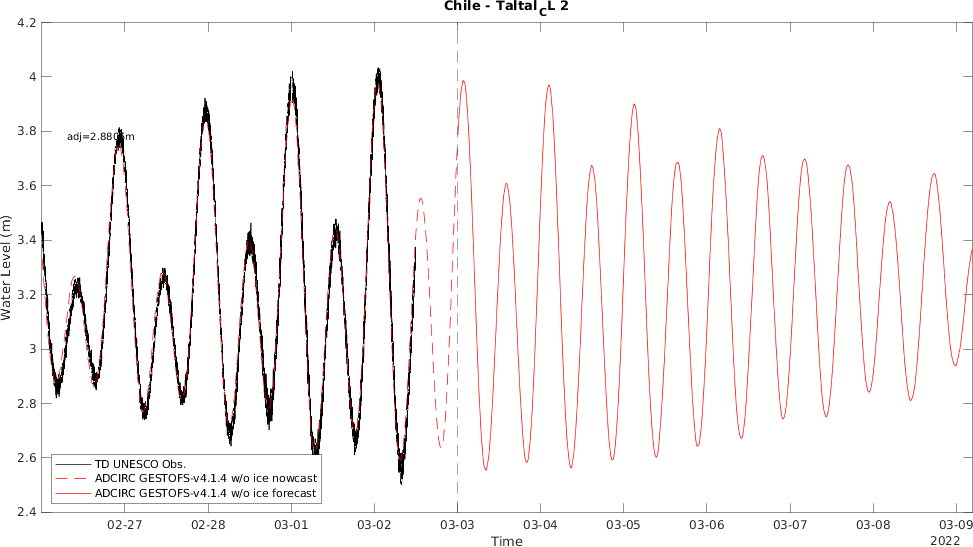 Chile - Taltal_CL 2
4.2
4
3.8
3.6
3.4
3.2
3
2.8
2.6
2.4
Water Level (m)
adj=2.880 m
TD UNESCO Obs.
ADCIRC GESTOFS-v4.1.4 w/o ice nowcast
ADCIRC GESTOFS-v4.1.4 w/o ice forecast
02-27 02-28 03-01 03-02 03-03 03-04 03-05 03-06 03-07 03-08 03-09
Time
2022